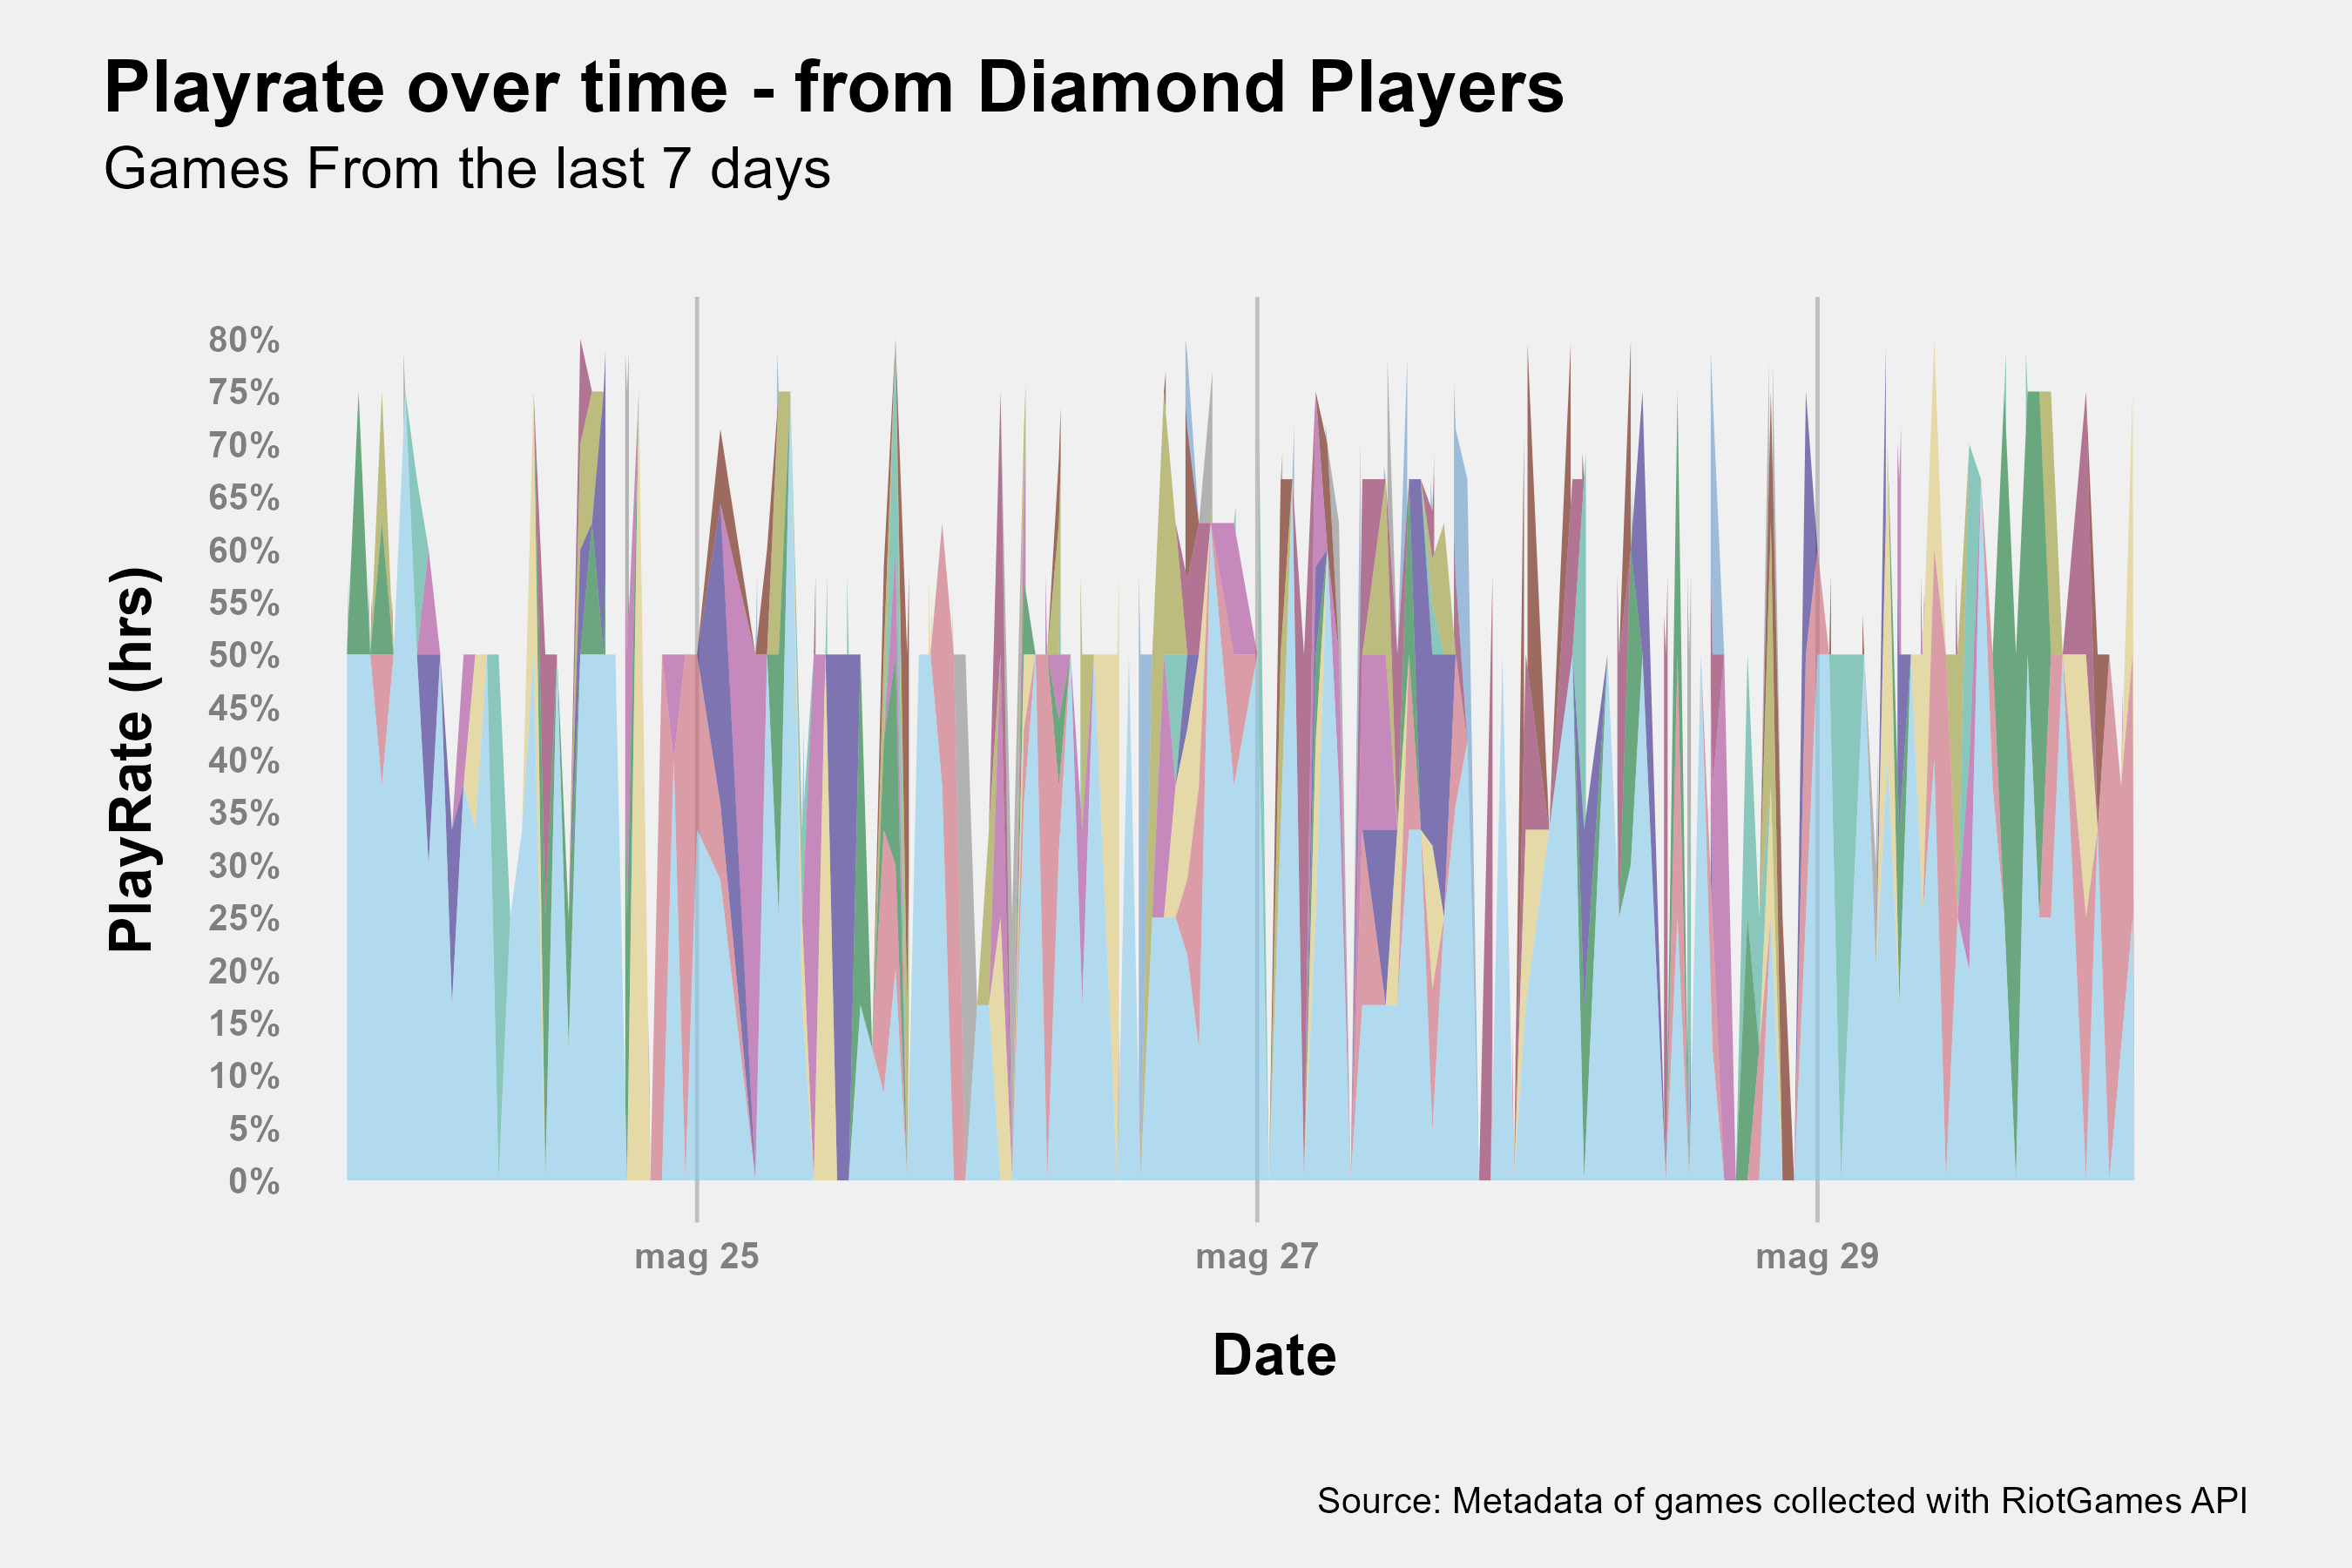 Playrate over time - from Diamond Players
Games From the last 7 days
PlayRate (hrs)
80%
75%
70%
65%
60%
55%
50%
45%
40%
35%
30%
25%
20%
15%
10%
5%
0%
mag 25
mag 27
mag 29
Date
Source: Metadata of games collected with RiotGames API